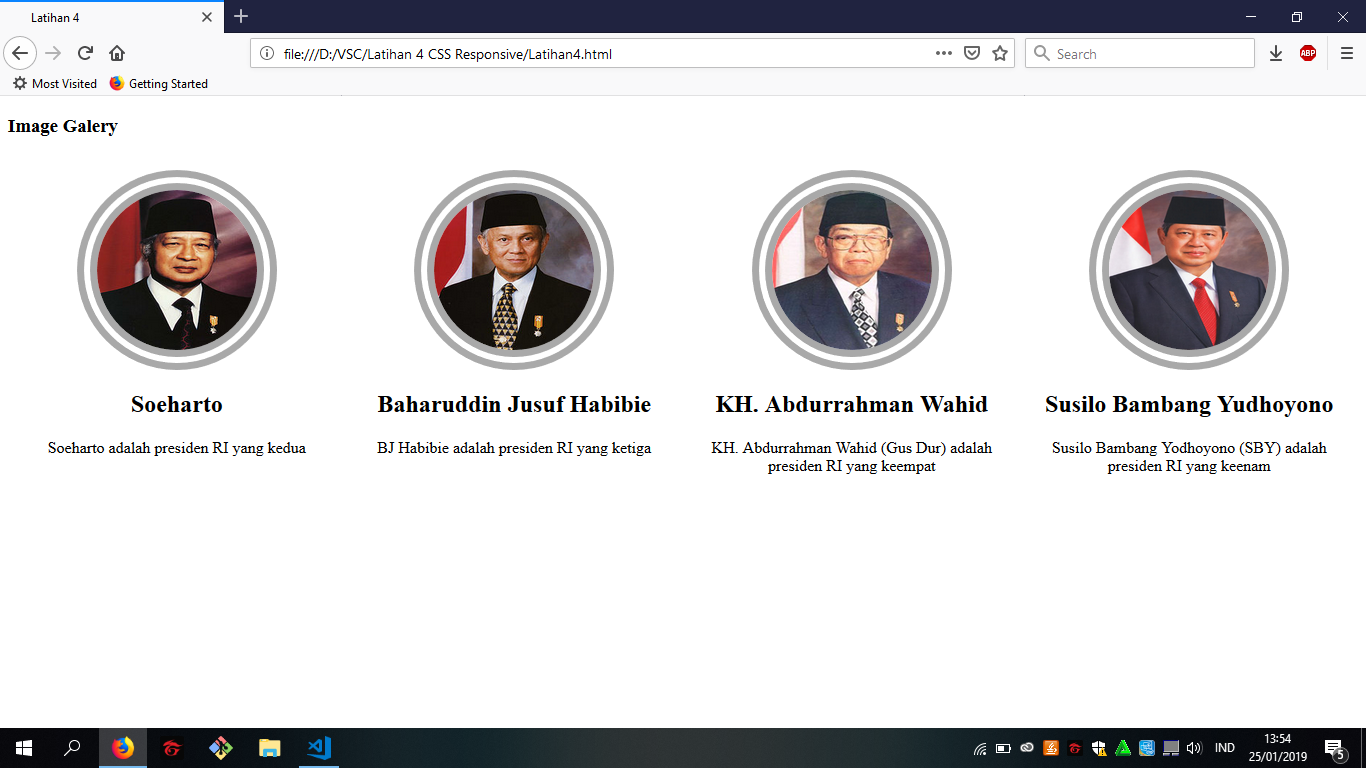 Latihan 4
file:///D:/VSC/Latihan 4 CSS Responsive/Latihan4.html
Search
ABP
Most Visited
Getting Started
Image Galery
Soeharto
Baharuddin Jusuf Habibie
KH. Abdurrahman Wahid
Susilo Bambang Yudhoyono
Soeharto adalah presiden RI yang kedua
BJ Habibie adalah presiden RI yang ketiga
KH. Abdurrahman Wahid (Gus Dur) adalah
presiden RI yang keempat
Susilo Bambang Yodhoyono (SBY) adalah
presiden RI yang keenam
IND
13:54
25/01/2019
5